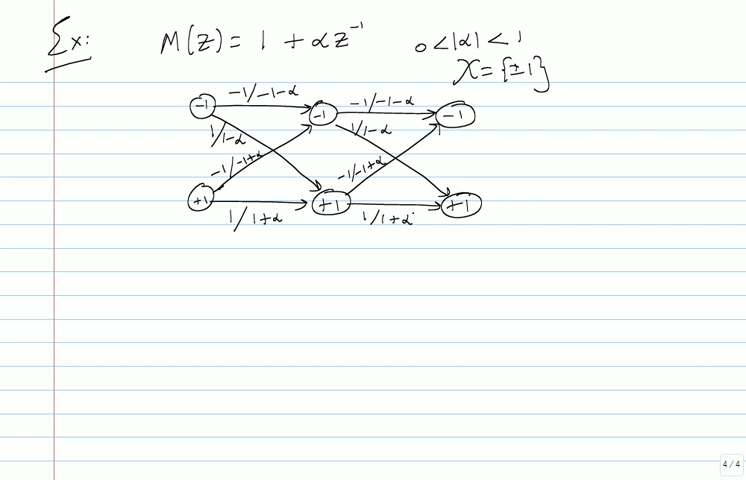 Ex: M(z) = 1 + αz⁻¹ 0<|α|<1
X = {±1}
-1/-1-α -1/-1-α
-1 -1 -1
1/1-α 1/1-α
-1/-1+α -1/-1+α
+1 +1 +1
1/1+α 1/1+α
4/4